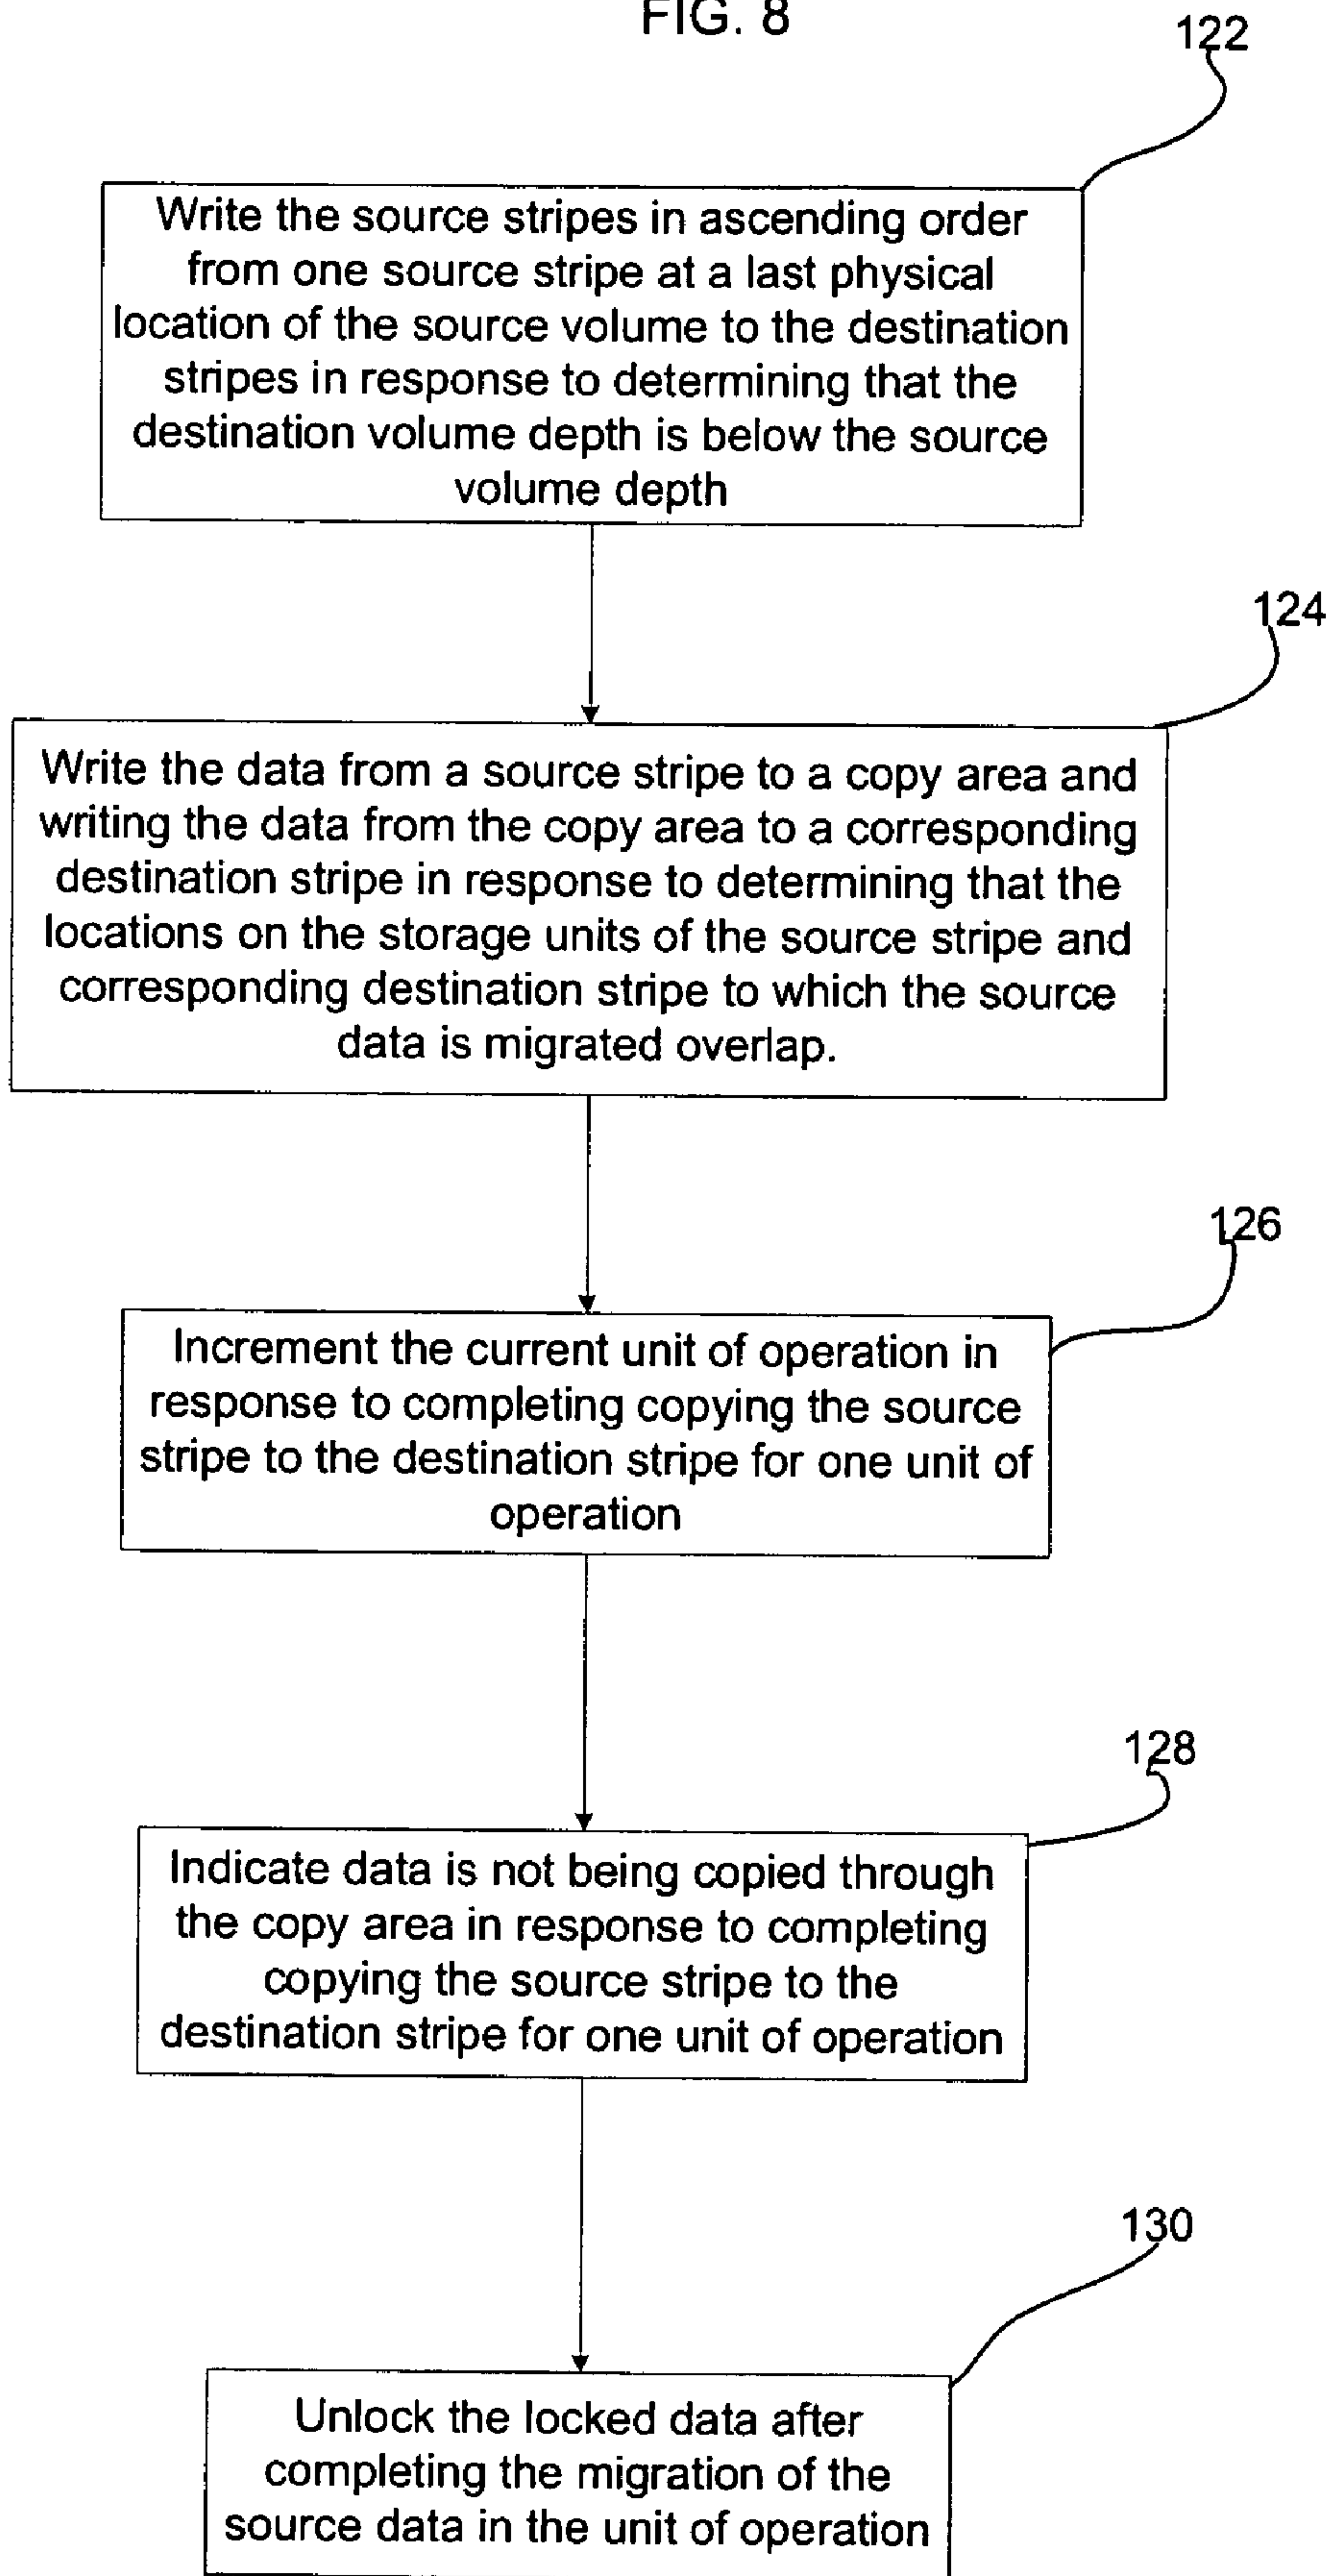 FIG. 8
122
Write the source stripes in ascending order
from one source stripe at a last physical
location of the source volume to the destination
stripes in response to determining that the
destination volume depth is below the source
volume depth
124
Write the data from a source stripe to a copy area and
writing the data from the copy area to a corresponding
destination stripe in response to determining that the
locations on the storage units of the source stripe and
corresponding destination stripe to which the source
data is migrated overlap.
126
Increment the current unit of operation in
response to completing copying the source
stripe to the destination stripe for one unit of
operation
128
Indicate data is not being copied through
the copy area in response to completing
copying the source stripe to the
destination stripe for one unit of operation
130
Unlock the locked data after
completing the migration of the
source data in the unit of operation